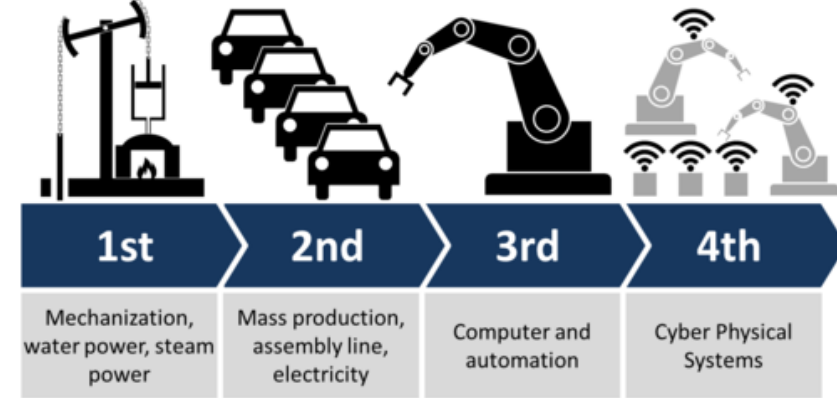 1st
2nd
3rd
4th
Mechanization,
water power, steam
power
Mass production,
assembly line,
electricity
Computer and
automation
Cyber Physical
Systems